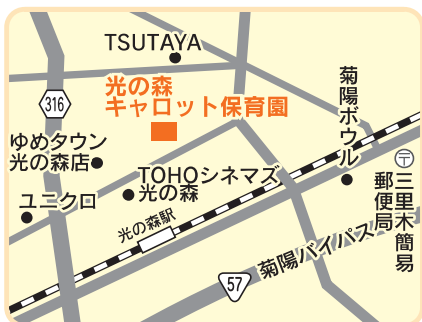 TSUTAYA
光の森
キャロット保育園
316
菊陽ボウル
ゆめタウン
光の森店
TOHOシネマズ
光の森
ユニクロ
光の森駅
〒
三里木簡易
郵便局
菊陽バイパス
57